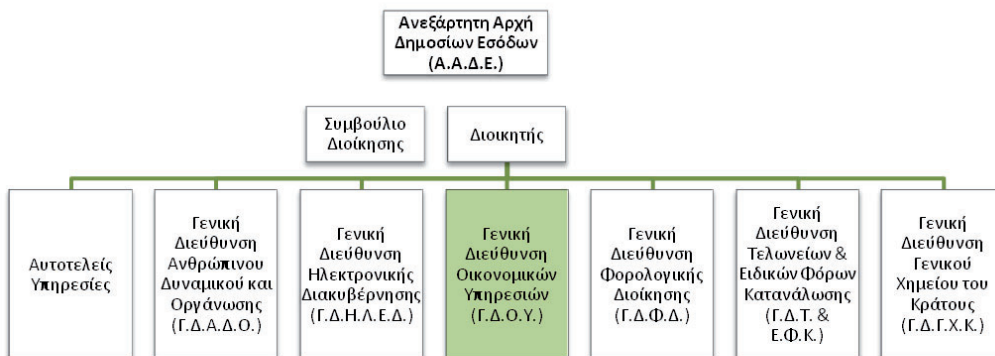 Ανεξάρτητη Αρχή
Δημοσίων Εσόδων
(Α.Α.Δ.Ε.)
Συμβούλιο
Διοίκησης
Διοικητής
Αυτοτελείς
Υπηρεσίες
Γενική
Διεύθυνση
Ανθρώπινου
Δυναμικού και
Οργάνωσης
(Γ.Δ.Α.Δ.Ο.)
Γενική
Διεύθυνση
Ηλεκτρονικής
Διακυβέρνησης
(Γ.Δ.Η.Λ.Ε.Δ.)
Γενική
Διεύθυνση
Οικονομικών
Υπηρεσιών
(Γ.Δ.Ο.Υ.)
Γενική
Διεύθυνση
Φορολογικής
Διοίκησης
(Γ.Δ.Φ.Δ.)
Γενική
Διεύθυνση
Τελωνείων &
Ειδικών Φόρων
Κατανάλωσης
(Γ.Δ.Τ. &
Ε.Φ.Κ.)
Γενική
Διεύθυνση
Γενικού
Χημείου του
Κράτους
(Γ.Δ.Γ.Χ.Κ.)